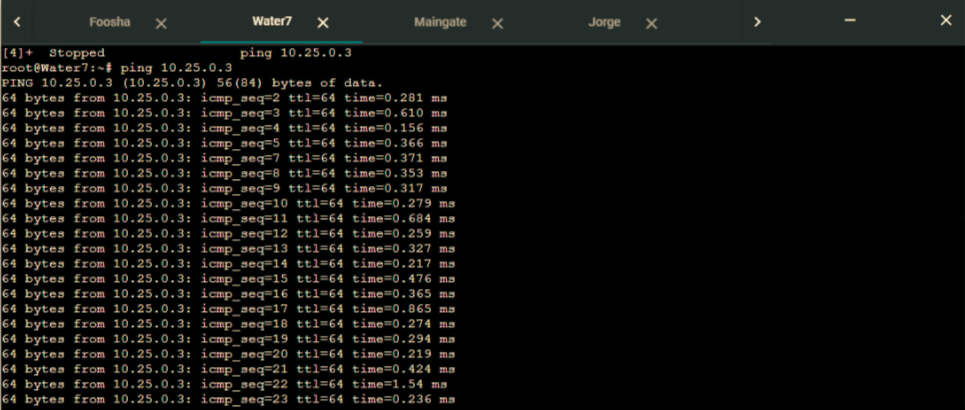 Foosha Water7 Maingate Jorge
[4]+ Stopped ping 10.25.0.3
root@Water7:~# ping 10.25.0.3
PING 10.25.0.3 (10.25.0.3) 56(84) bytes of data.
64 bytes from 10.25.0.3: icmp_seq=2 ttl=64 time=0.281 ms
64 bytes from 10.25.0.3: icmp_seq=3 ttl=64 time=0.610 ms
64 bytes from 10.25.0.3: icmp_seq=4 ttl=64 time=0.156 ms
64 bytes from 10.25.0.3: icmp_seq=5 ttl=64 time=0.366 ms
64 bytes from 10.25.0.3: icmp_seq=7 ttl=64 time=0.371 ms
64 bytes from 10.25.0.3: icmp_seq=8 ttl=64 time=0.353 ms
64 bytes from 10.25.0.3: icmp_seq=9 ttl=64 time=0.317 ms
64 bytes from 10.25.0.3: icmp_seq=10 ttl=64 time=0.279 ms
64 bytes from 10.25.0.3: icmp_seq=11 ttl=64 time=0.684 ms
64 bytes from 10.25.0.3: icmp_seq=12 ttl=64 time=0.259 ms
64 bytes from 10.25.0.3: icmp_seq=13 ttl=64 time=0.327 ms
64 bytes from 10.25.0.3: icmp_seq=14 ttl=64 time=0.217 ms
64 bytes from 10.25.0.3: icmp_seq=15 ttl=64 time=0.476 ms
64 bytes from 10.25.0.3: icmp_seq=16 ttl=64 time=0.365 ms
64 bytes from 10.25.0.3: icmp_seq=17 ttl=64 time=0.865 ms
64 bytes from 10.25.0.3: icmp_seq=18 ttl=64 time=0.274 ms
64 bytes from 10.25.0.3: icmp_seq=19 ttl=64 time=0.294 ms
64 bytes from 10.25.0.3: icmp_seq=20 ttl=64 time=0.219 ms
64 bytes from 10.25.0.3: icmp_seq=21 ttl=64 time=0.424 ms
64 bytes from 10.25.0.3: icmp_seq=22 ttl=64 time=1.54 ms
64 bytes from 10.25.0.3: icmp_seq=23 ttl=64 time=0.236 ms